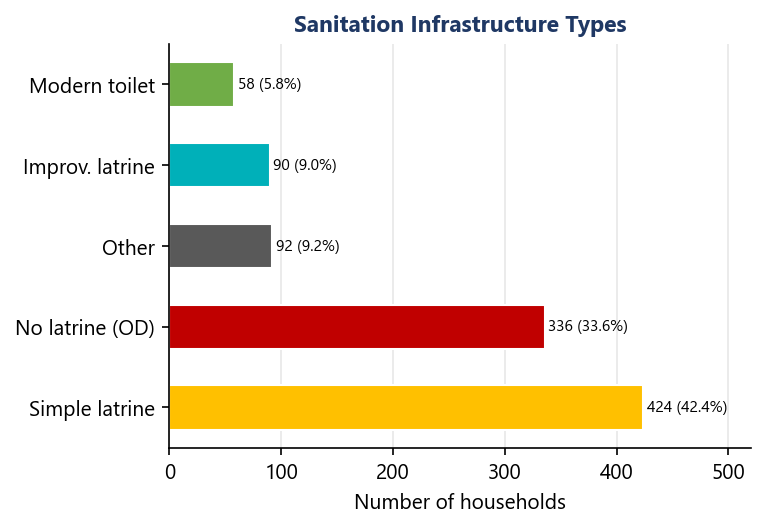 Sanitation Infrastructure Types
Modern toilet
58 (5.8%)
Improv. latrine
90 (9.0%)
Other
92 (9.2%)
No latrine (OD)
336 (33.6%)
Simple latrine
424 (42.4%)
0 100 200 300 400 500
Number of households